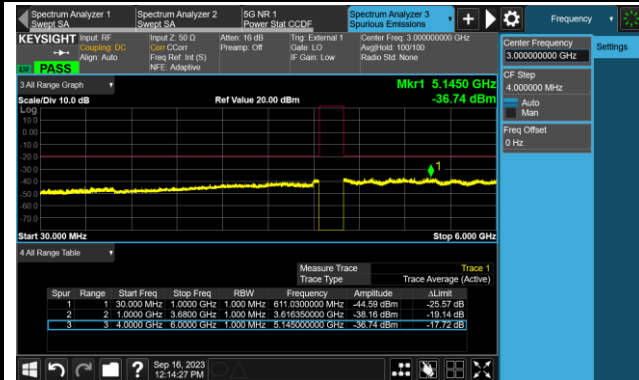 Spectrum Analyzer 1
Swept SA
Spectrum Analyzer 2
Swept SA
5G NR 1
Power Stat CCDF
Spectrum Analyzer 3
Spurious Emissions
Frequency
KEYSIGHT
Input: RF
Coupling: DC
Align: Auto
Input Z: 50 Ω
Corr CCorr
Freq Ref: Int (S)
NFE: Adaptive
Atten: 16 dB
Preamp: Off
Trig: External 1
Gate: LO
IF Gain: Low
Center Freq: 3.000000000 GHz
Avg|Hold: 100/100
Radio Std: None
PASS
Center Frequency
3.000000000 GHz
Settings
CF Step
4.000000 MHz
Auto
Man
Freq Offset
0 Hz
3 All Range Graph
Mkr1 5.1450 GHz
Scale/Div 10.0 dB
Ref Value 20.00 dBm
-36.74 dBm
Log
10.0
0.00
-10.0
-20.0
-30.0
-40.0
-50.0
-60.0
-70.0
1
Start 30.000 MHz
Stop 6.000 GHz
4 All Range Table
Measure Trace Trace 1
Trace Type Trace Average (Active)
Spur Range Start Freq Stop Freq RBW Frequency Amplitude ΔLimit
1 1 30.000 MHz 1.0000 GHz 1.000 MHz 611.0300000 MHz -44.59 dBm -25.57 dB
2 2 1.0000 GHz 3.6800 GHz 1.000 MHz 3.616350000 GHz -38.16 dBm -19.14 dB
3 3 4.0000 GHz 6.0000 GHz 1.000 MHz 5.145000000 GHz -36.74 dBm -17.72 dB
Sep 16, 2023
12:14:27 PM